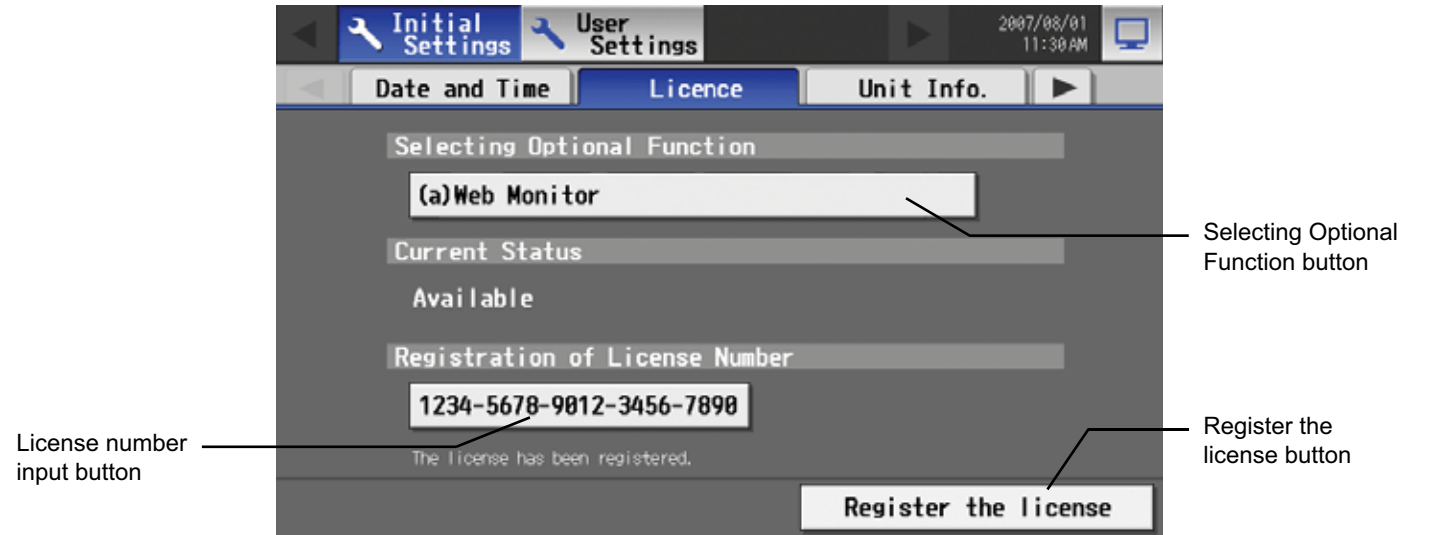 Initial
Settings
User
Settings
2007/08/01
11:30 AM
Date and Time
Licence
Unit Info.
Selecting Optional Function
(a)Web Monitor
Selecting Optional
Function button
Current Status
Available
Registration of License Number
1234-5678-9012-3456-7890
License number
input button
The license has been registered.
Register the
license button
Register the license